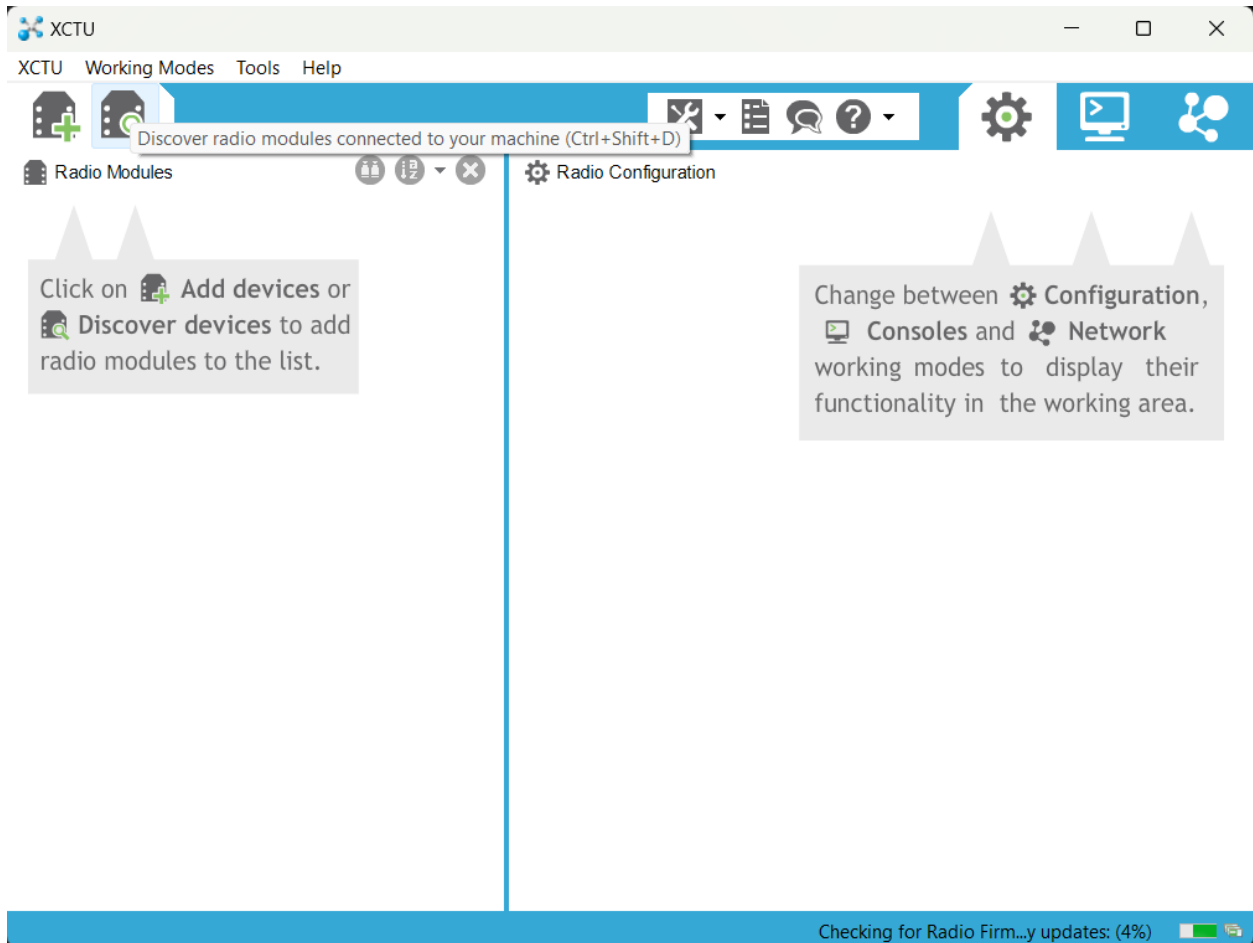 XCTU
XCTU Working Modes Tools Help
Discover radio modules connected to your machine (Ctrl+Shift+D)
Radio Modules
Radio Configuration
Click on Add devices or
Discover devices to add
radio modules to the list.
Change between Configuration,
Consoles and Network
working modes to display their
functionality in the working area.
Checking for Radio Firm...y updates: (4%)